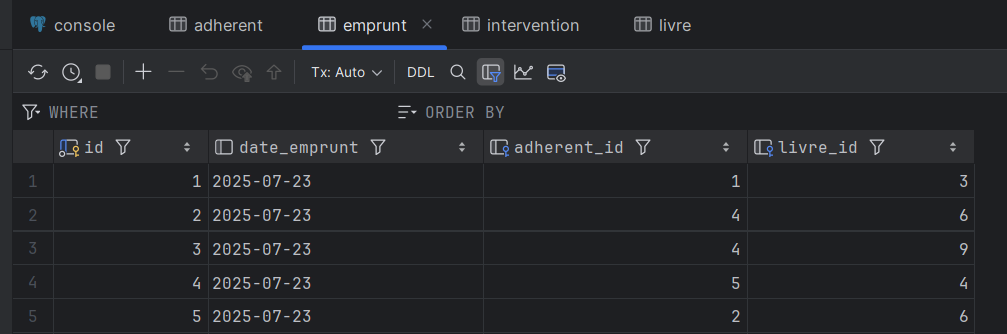 console adherent emprunt intervention livre
Tx: Auto DDL
WHERE ORDER BY
id date_emprunt adherent_id livre_id
1 1 2025-07-23 1 3
2 2 2025-07-23 4 6
3 3 2025-07-23 4 9
4 4 2025-07-23 5 4
5 5 2025-07-23 2 6